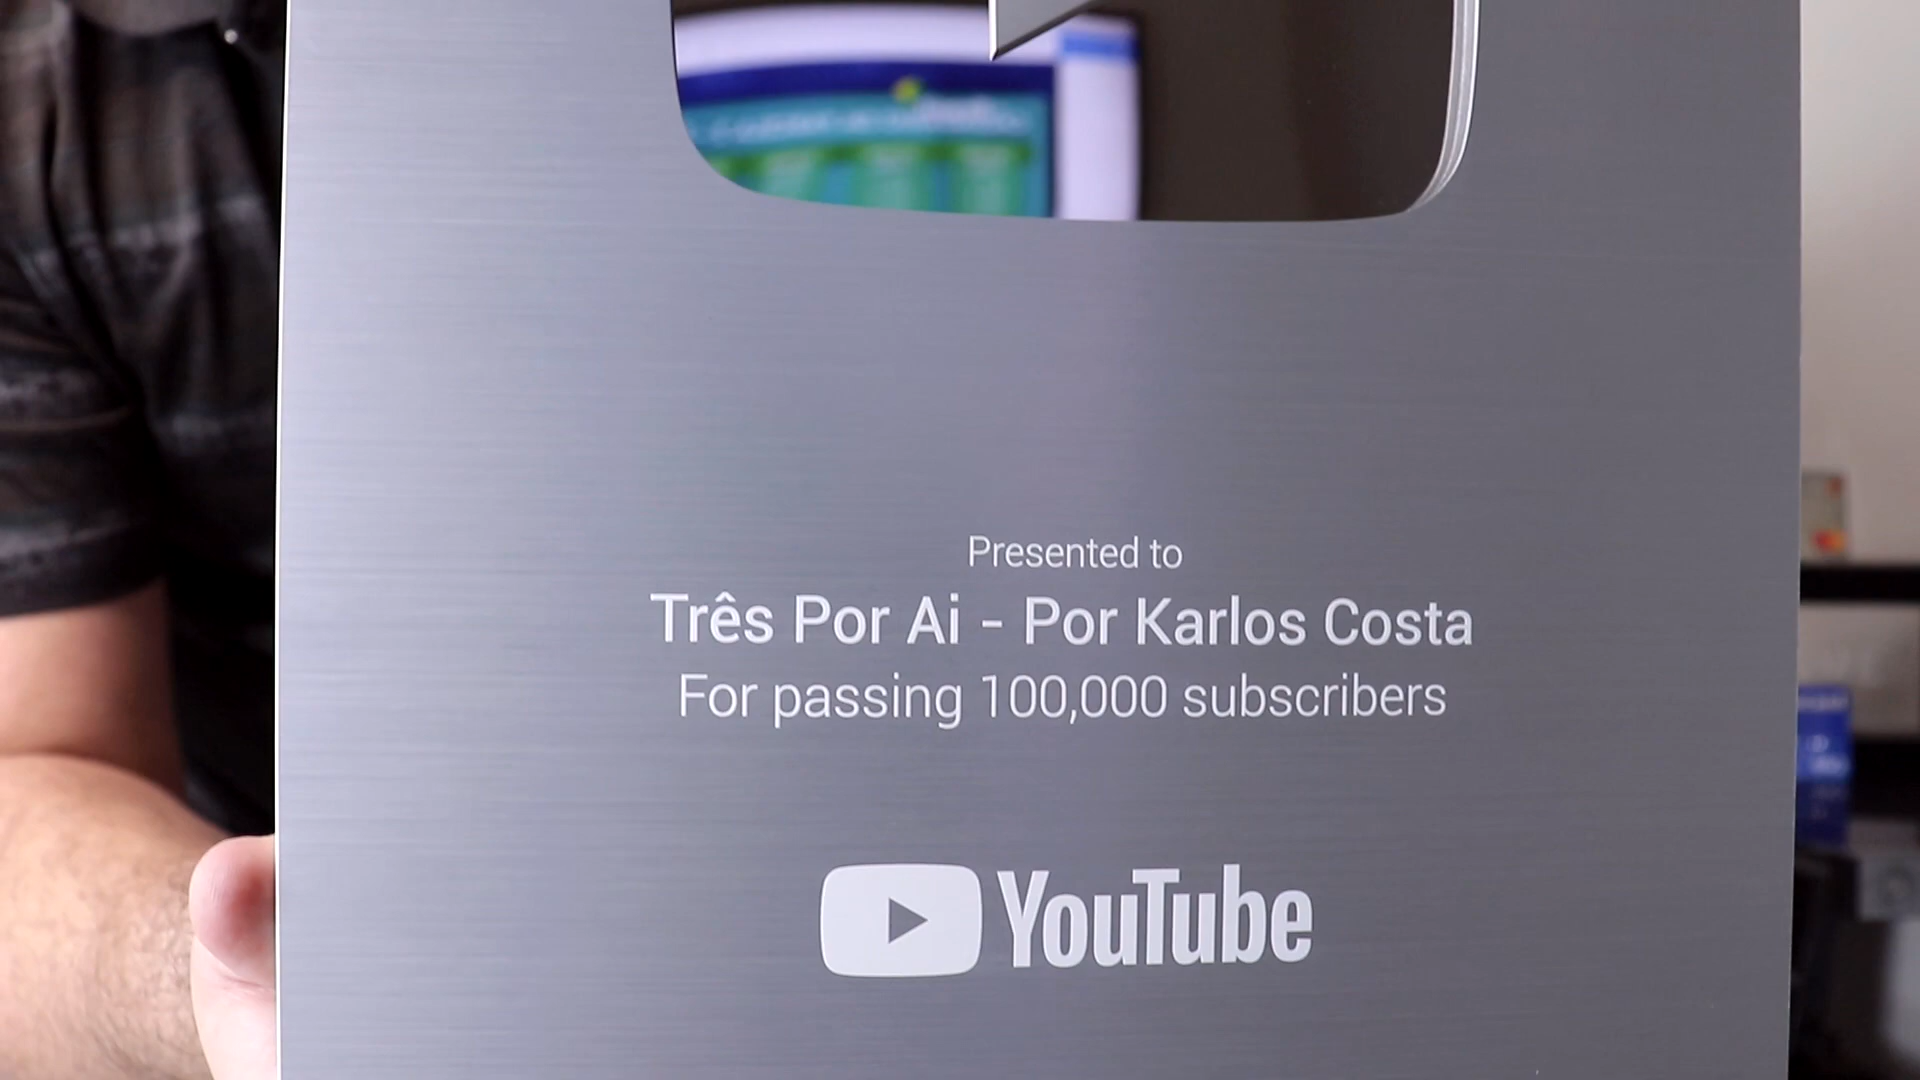 Presented to
Três Por Ai - Por Karlos Costa
For passing 100,000 subscribers
YouTube